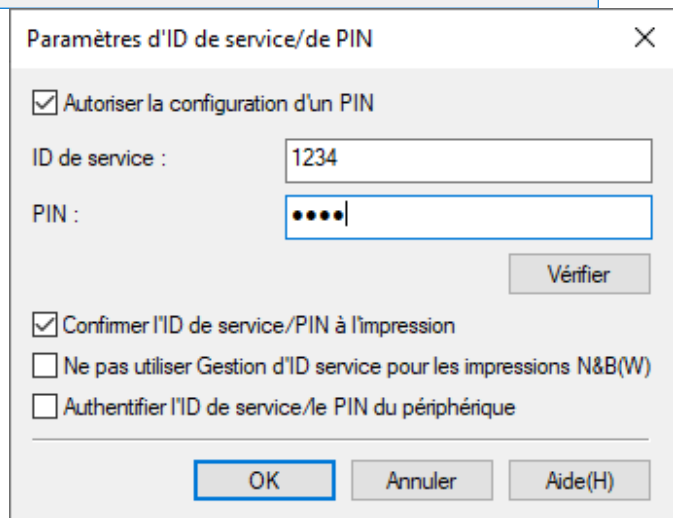 Paramètres d'ID de service/de PIN
Autoriser la configuration d'un PIN
ID de service : 1234
PIN : ●●●●
Vérifier
Confirmer l'ID de service/PIN à l'impression
Ne pas utiliser Gestion d'ID service pour les impressions N&B(W)
Authentifier l'ID de service/le PIN du périphérique
OK Annuler Aide(H)